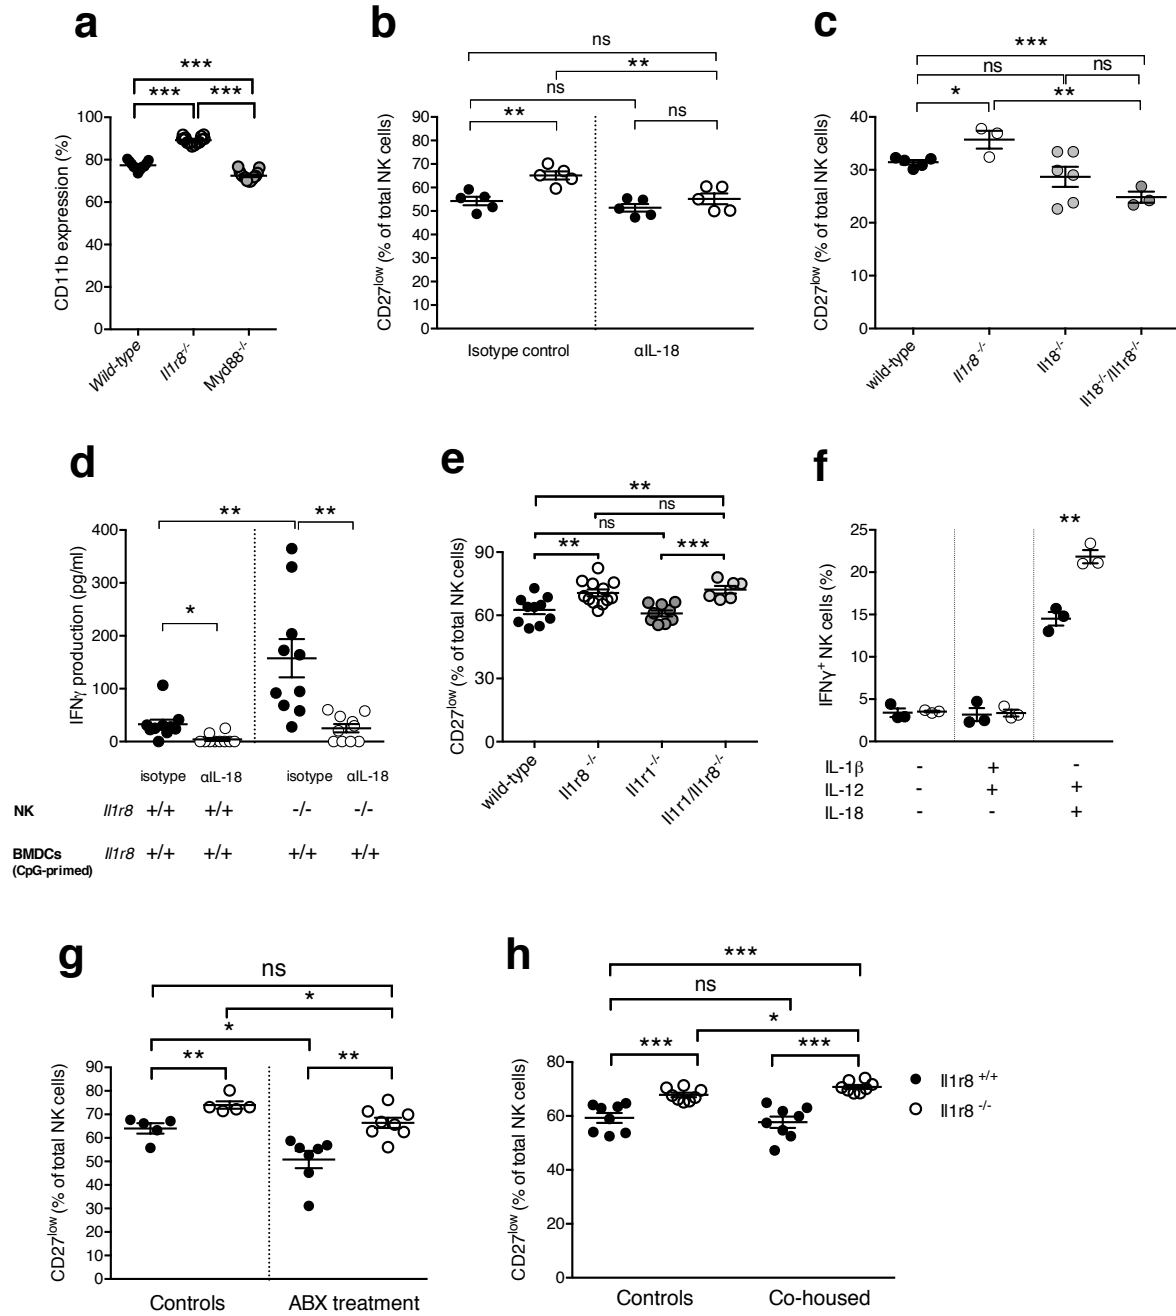 a
***
***
***
CD11b expression (%)
100
80
60
40
20
0
Wild-type
Il1r8-/-
Myd88-/-
b
ns
**
ns
**
ns
CD27low (% of total NK cells)
90
80
70
60
50
40
30
20
10
0
Isotype control
αIL-18
c
***
ns
ns
*
**
CD27low (% of total NK cells)
40
30
20
10
0
wild-type
Il1r8-/-
Il18-/-
Il18-/-/Il1r8-/-
d
**
**
*
IFNγ production (pg/ml)
400
300
200
100
0
isotype
αIL-18
isotype
αIL-18
NK
Il1r8
+/+
+/+
-/-
-/-
BMDCs
(CpG-primed)
Il1r8
+/+
+/+
+/+
+/+
e
**
ns
ns
**
***
CD27low (% of total NK cells)
90
60
30
0
wild-type
Il1r8-/-
Il1r1-/-
Il1r1/Il1r8-/-
f
**
IFNγ+ NK cells (%)
25
20
15
10
5
0
IL-1β - + -
IL-12 - + +
IL-18 - - +
g
ns
*
*
**
**
CD27low (% of total NK cells)
90
80
70
60
50
40
30
20
10
0
Controls
ABX treatment
h
***
ns
*
***
***
CD27low (% of total NK cells)
80
60
40
20
0
Controls
Co-housed
Il1r8 +/+
Il1r8 -/-